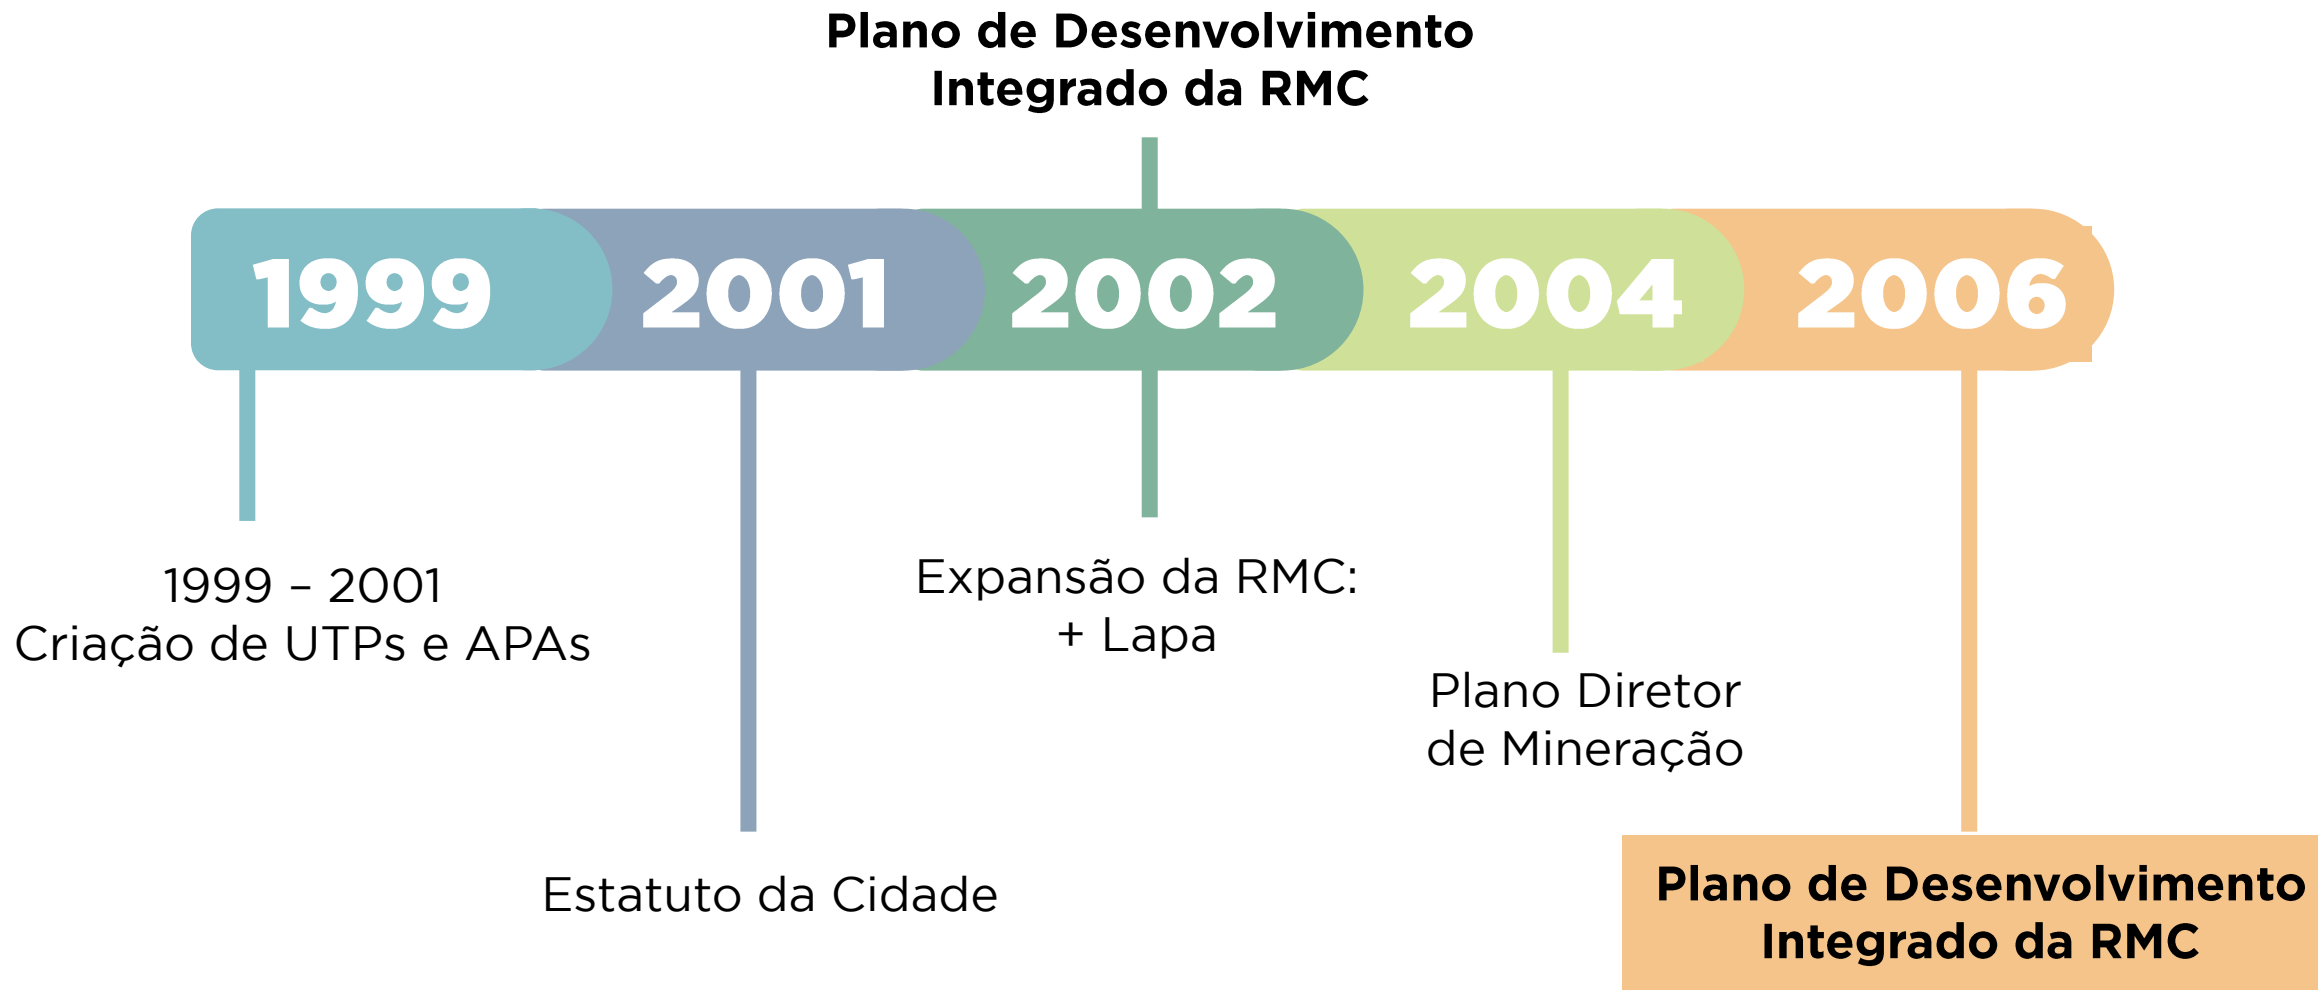 Plano de Desenvolvimento
Integrado da RMC
1999
2001
2002
2004
2006
1999 – 2001
Criação de UTPs e APAs
Estatuto da Cidade
Expansão da RMC:
+ Lapa
Plano Diretor
de Mineração
Plano de Desenvolvimento
Integrado da RMC